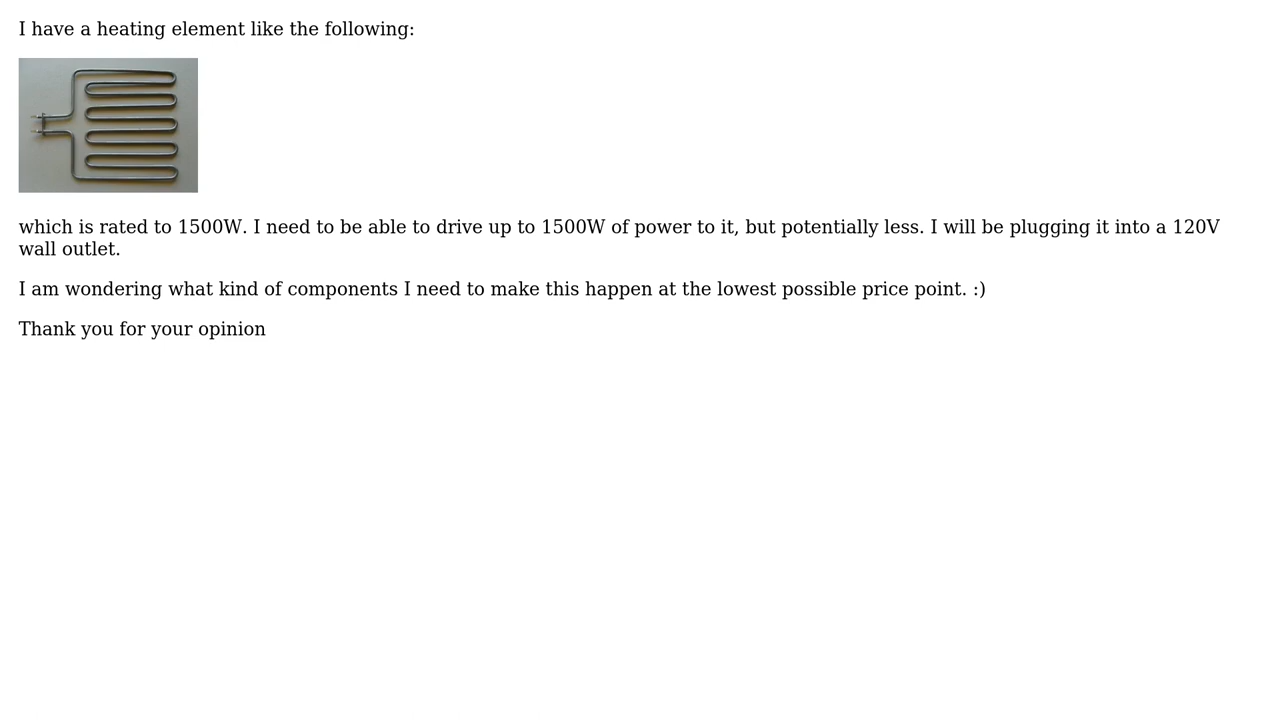 I have a heating element like the following:
which is rated to 1500W. I need to be able to drive up to 1500W of power to it, but potentially less. I will be plugging it into a 120V
wall outlet.
I am wondering what kind of components I need to make this happen at the lowest possible price point. :)
Thank you for your opinion